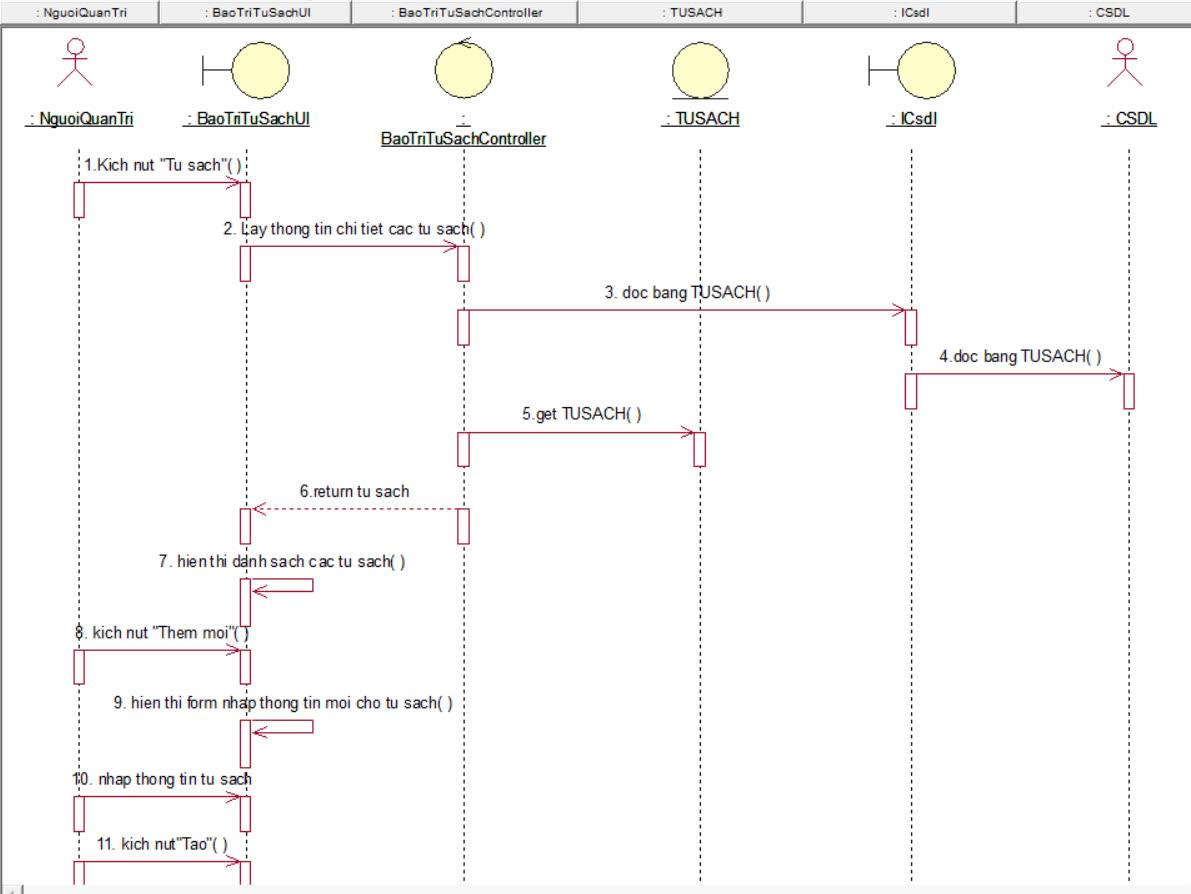 : NguoiQuanTri
: BaoTriTuSachUI
: BaoTriTuSachController
: TUSACH
: ICsdl
: CSDL
: NguoiQuanTri
: BaoTriTuSachUI
:
BaoTriTuSachController
: TUSACH
: ICsdl
: CSDL
1.Kich nut "Tu sach"( )
2. Lay thong tin chi tiet cac tu sach( )
3. doc bang TUSACH( )
4.doc bang TUSACH( )
5.get TUSACH( )
6.return tu sach
7. hien thi danh sach cac tu sach( )
8. kich nut "Them moi"( )
9. hien thi form nhap thong tin moi cho tu sach( )
10. nhap thong tin tu sach
11. kich nut"Tao"( )